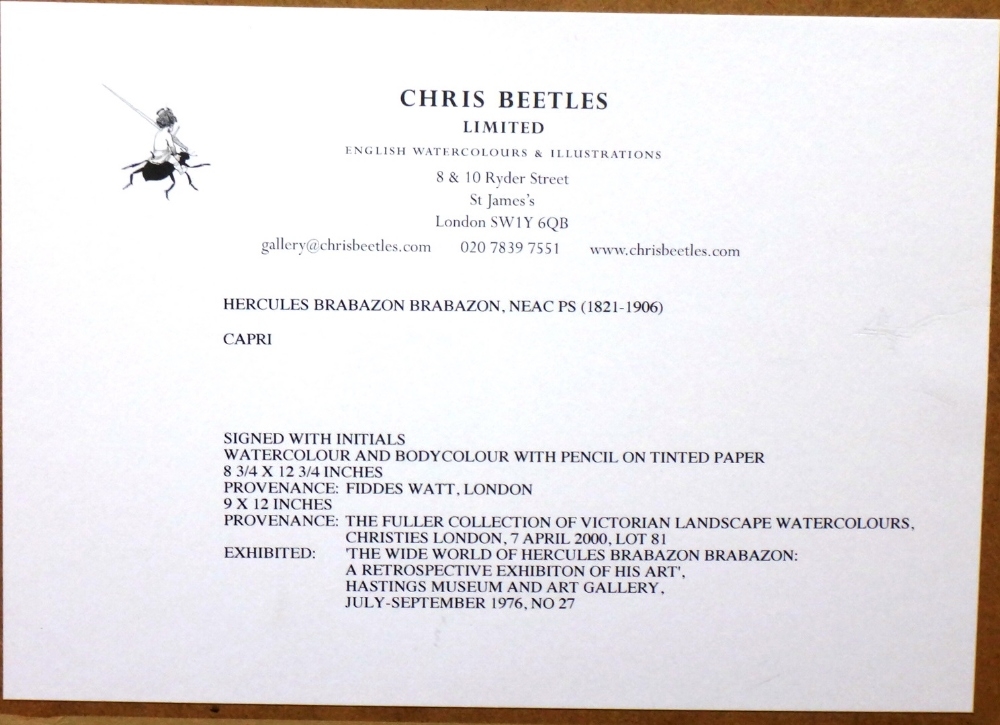 CHRIS BEETLES
LIMITED
ENGLISH WATERCOLOURS & ILLUSTRATIONS
8 & 10 Ryder Street
St James's
London SW1Y 6QB
gallery@chrisbeetles.com 020 7839 7551 www.chrisbeetles.com
HERCULES BRABAZON BRABAZON, NEAC PS (1821-1906)
CAPRI
SIGNED WITH INITIALS
WATERCOLOUR AND BODYCOLOUR WITH PENCIL ON TINTED PAPER
8 3/4 X 12 3/4 INCHES
PROVENANCE: FIDDES WATT, LONDON
9 X 12 INCHES
PROVENANCE: THE FULLER COLLECTION OF VICTORIAN LANDSCAPE WATERCOLOURS,
CHRISTIES LONDON, 7 APRIL 2000, LOT 81
EXHIBITED: 'THE WIDE WORLD OF HERCULES BRABAZON BRABAZON:
A RETROSPECTIVE EXHIBITON OF HIS ART',
HASTINGS MUSEUM AND ART GALLERY,
JULY-SEPTEMBER 1976, NO 27